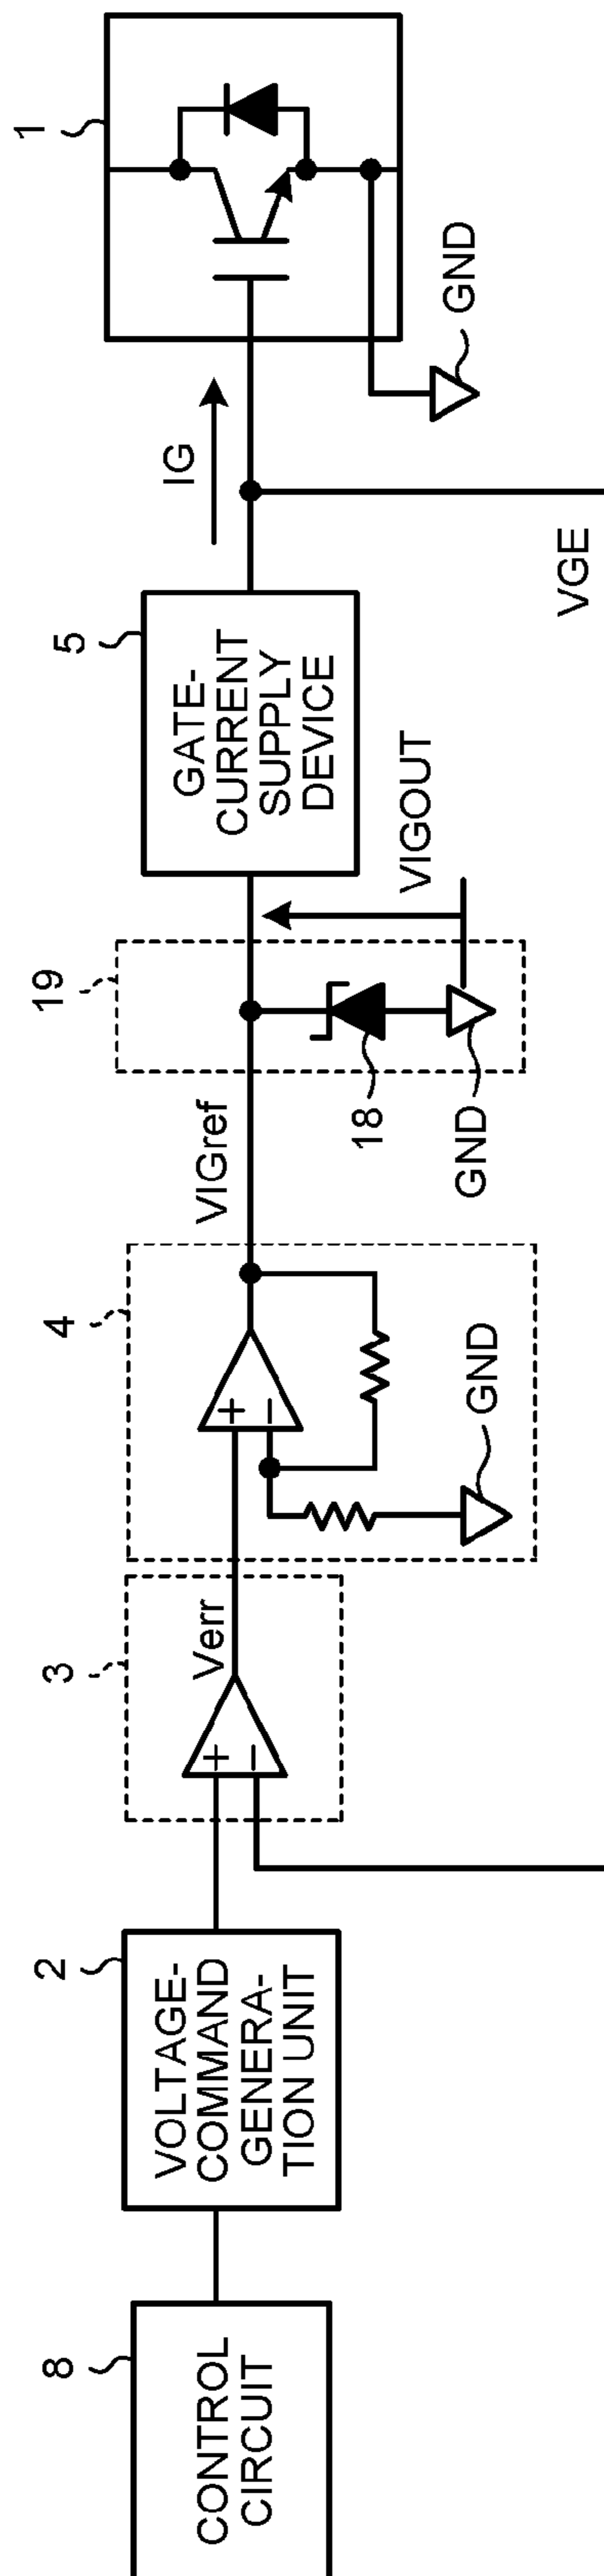 8
CONTROL
CIRCUIT
2
VOLTAGE-
COMMAND
GENERA-
TION UNIT
3
+
−
Verr
4
+
−
GND
VIGref
19
18
GND
VIGOUT
5
GATE-
CURRENT
SUPPLY
DEVICE
IG
VGE
1
GND